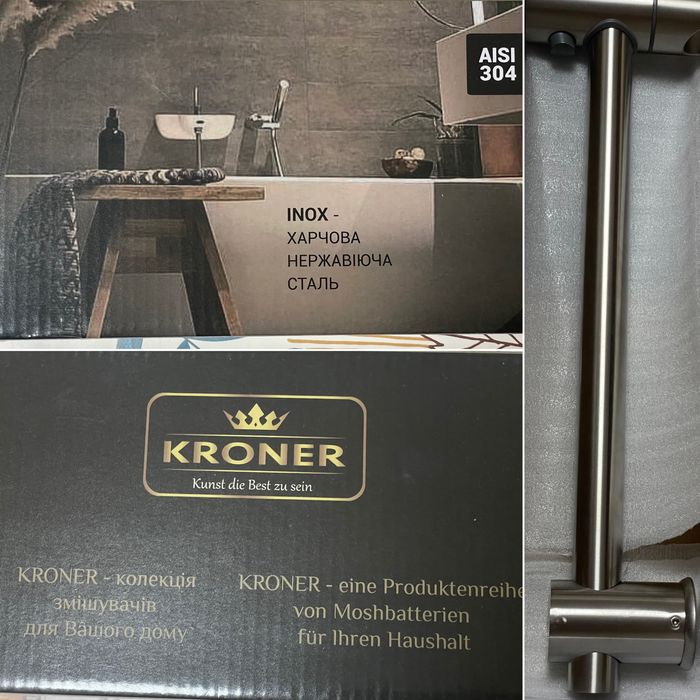 AISI
304
INOX -
ХАРЧОВА
НЕРЖАВІЮЧА
СТАЛЬ
KRONER
Kunst die Best zu sein
KRONER - колекція
змішувачів
для Вашого дому
KRONER - eine Produktenreihe
von Moshbatterien
für Ihren Haushalt